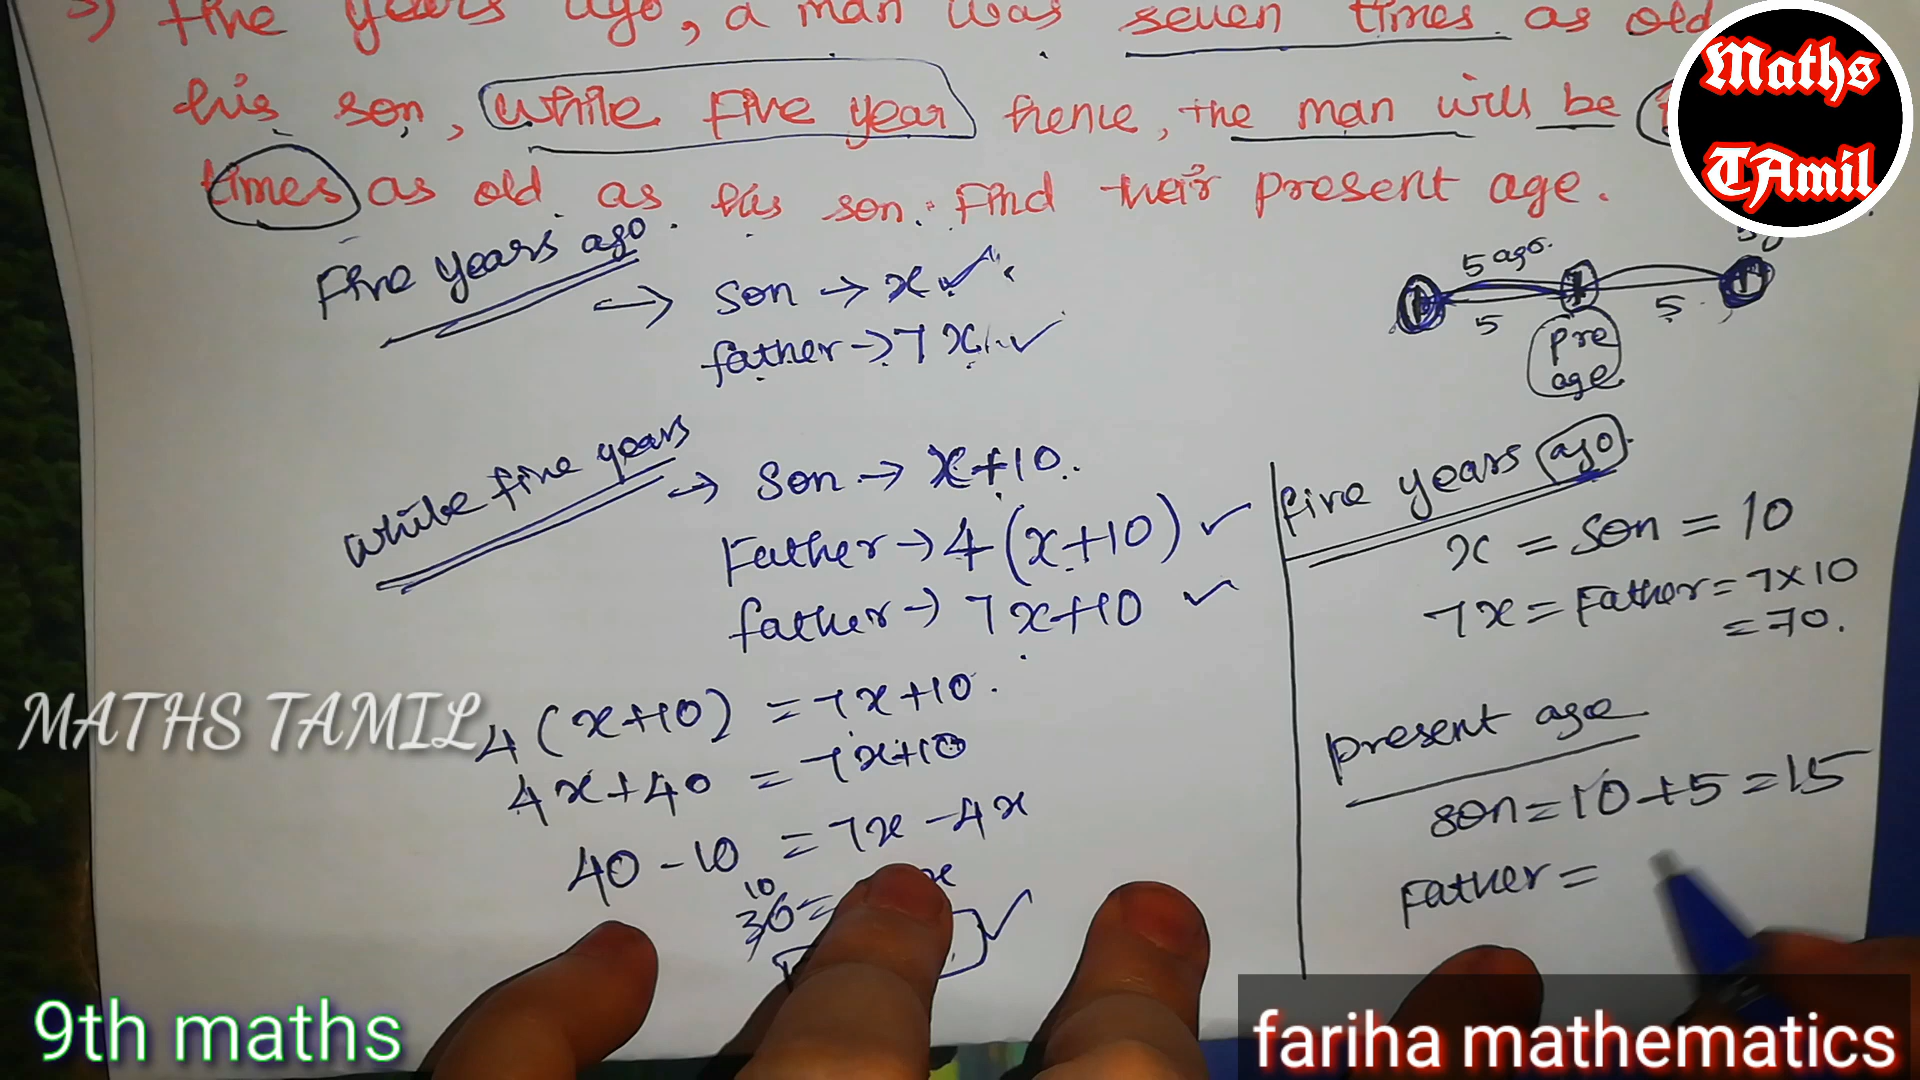 3) Five years ago, a man was seven times as old
his son, while five year hence, the man will be
times as old as his son. Find their present age.
Maths
TAmil
Five years ago
→ son → x
father → 7x
5 ago.
5
5
pre
age
while five years
→ Son → x+10.
Father → 4(x+10)
father → 7x+10
4(x+10) = 7x+10.
4x+40 = 7x+10
40-10 = 7x-4x
10
30 =
x
five years ago.
x = son = 10
7x = Father = 7x10
= 70.
present age
son = 10+5 = 15
Father =
MATHS TAMIL
9th maths
fariha mathematics